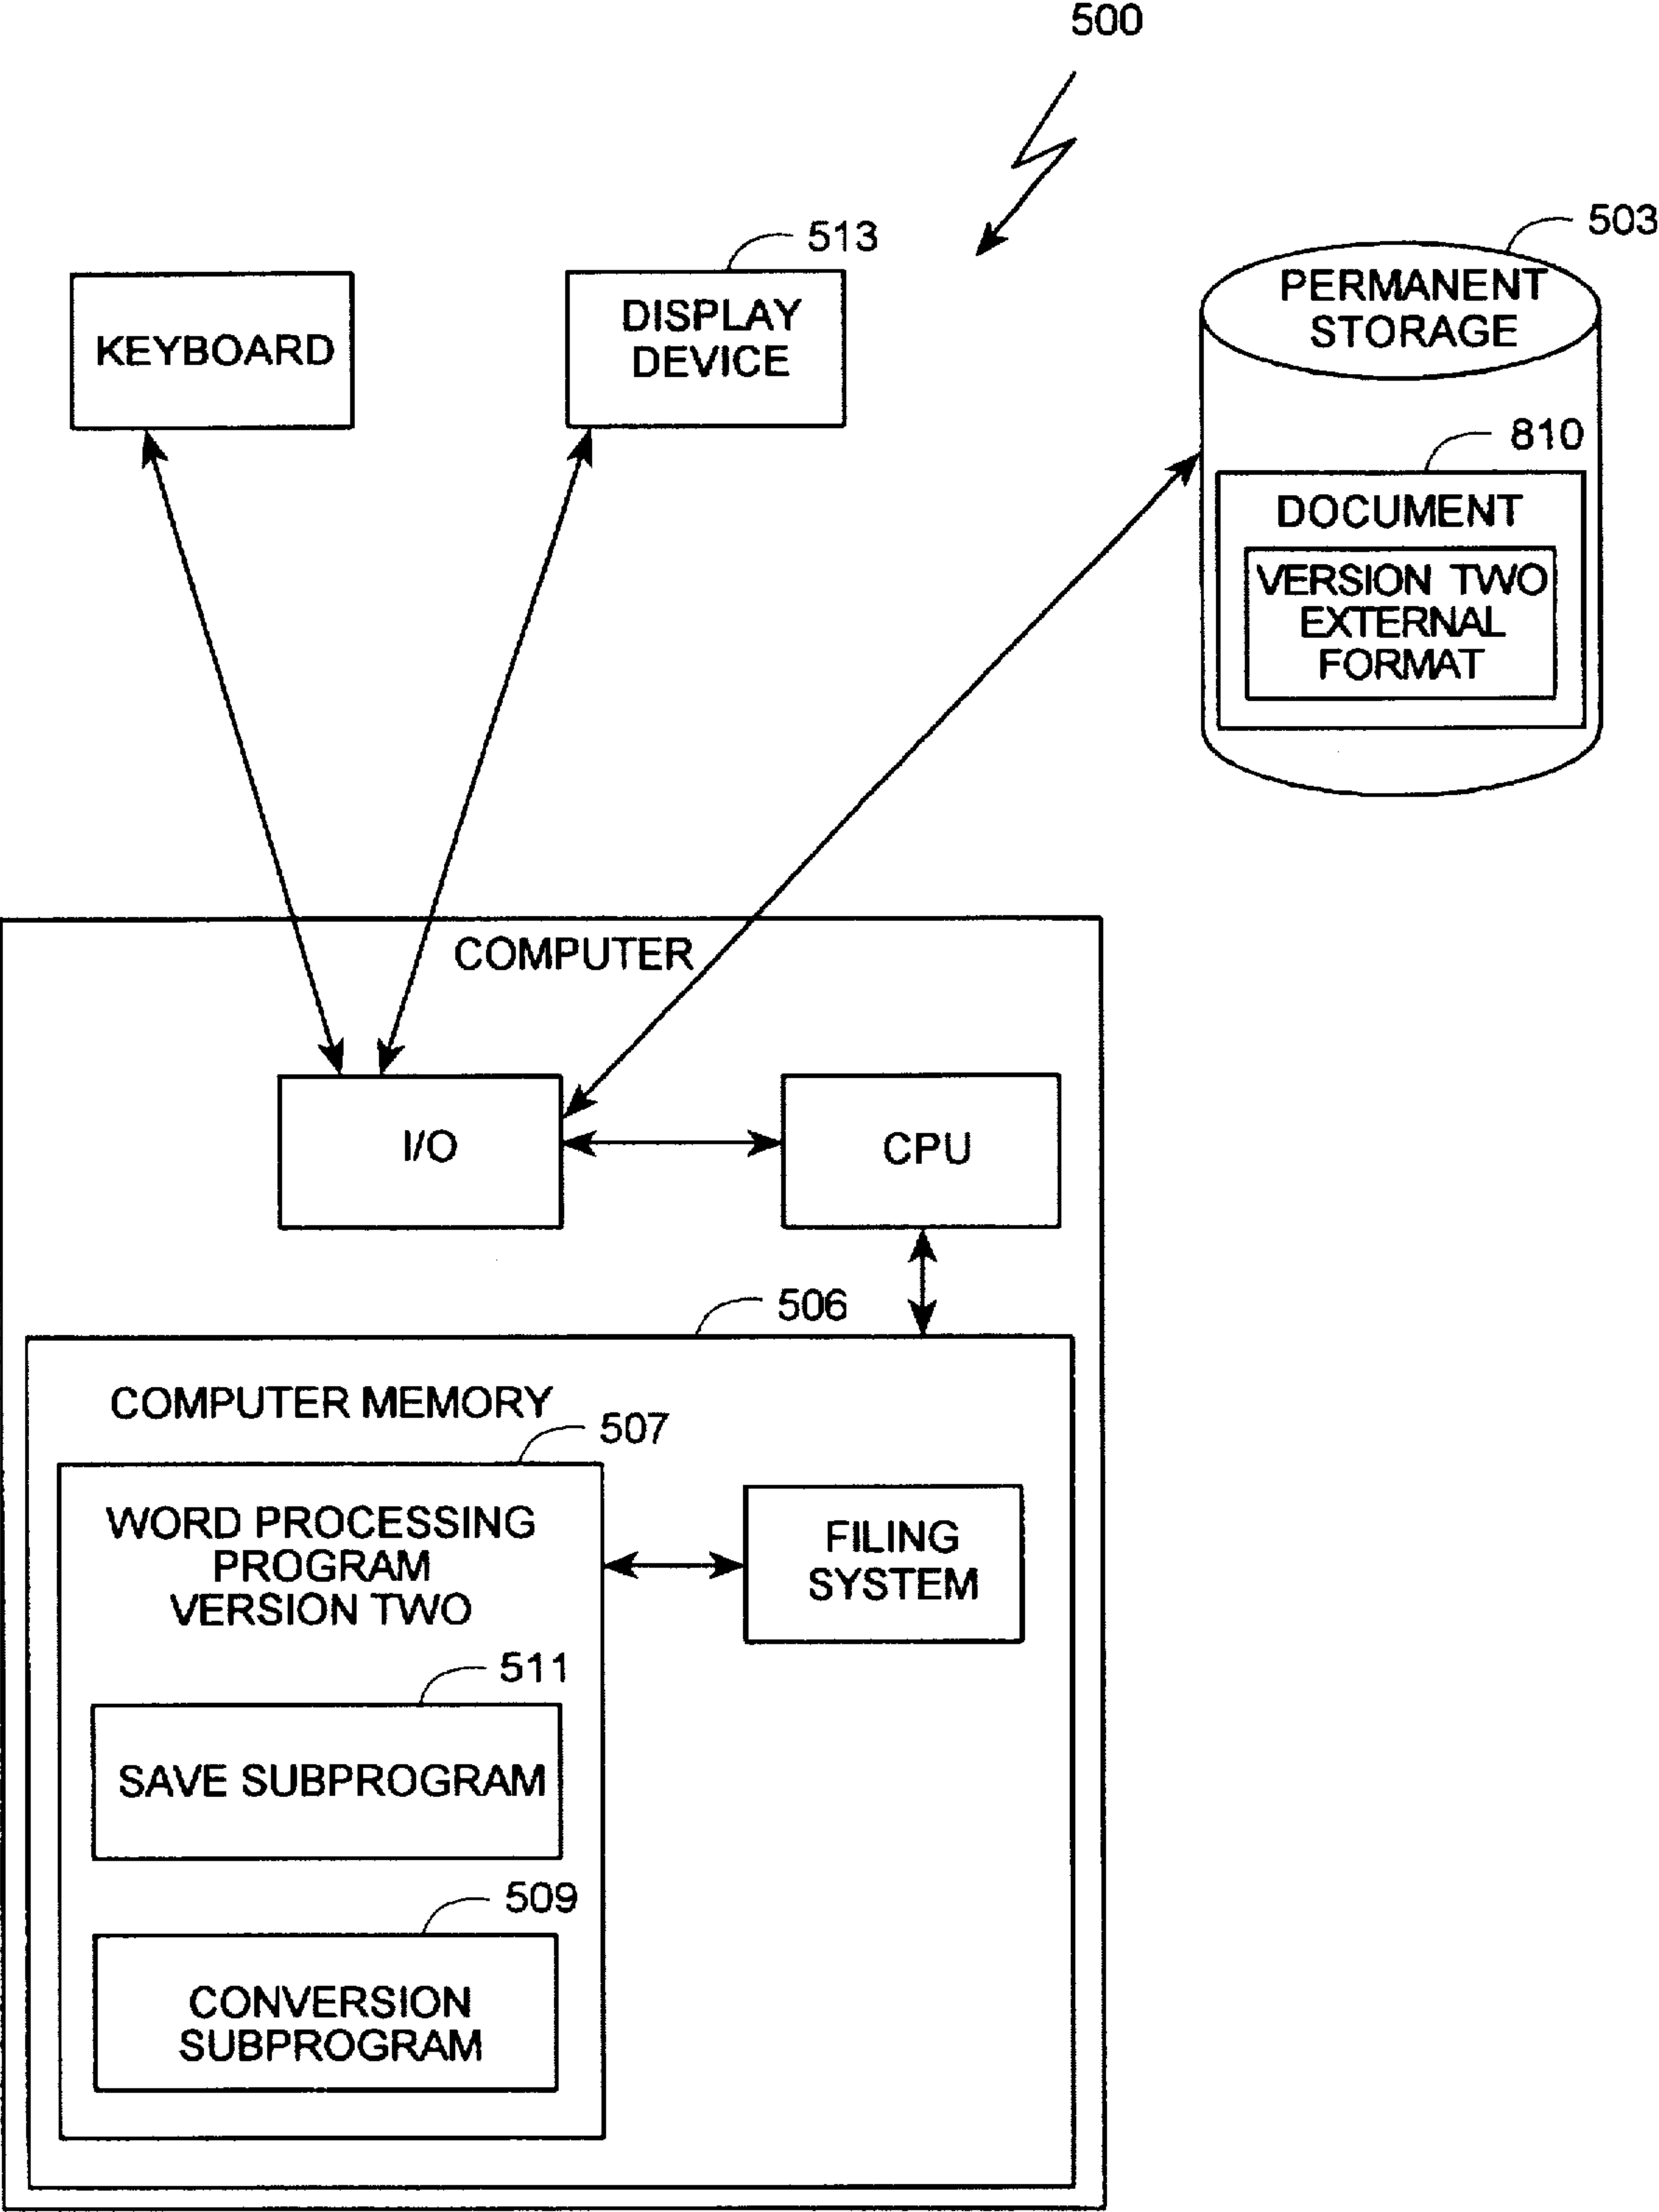 500
513
503
KEYBOARD
DISPLAY
DEVICE
PERMANENT
STORAGE
810
DOCUMENT
VERSION TWO
EXTERNAL
FORMAT
COMPUTER
I/O
CPU
506
COMPUTER MEMORY
507
WORD PROCESSING
PROGRAM
VERSION TWO
FILING
SYSTEM
511
SAVE SUBPROGRAM
509
CONVERSION
SUBPROGRAM